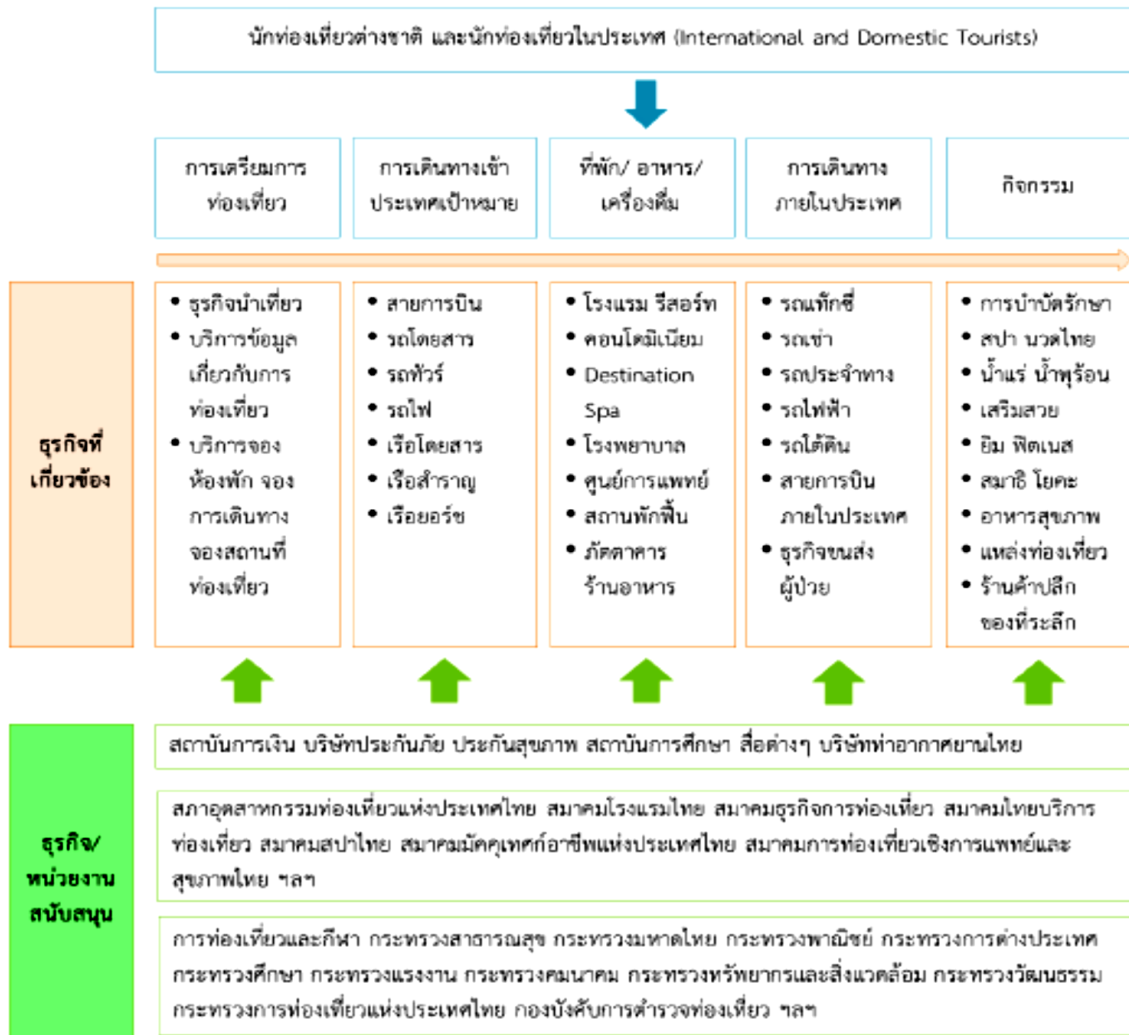 นักท่องเที่ยวต่างชาติ และนักท่องเที่ยวในประเทศ (International and Domestic Tourists)
การเตรียมการ
ท่องเที่ยว
การเดินทางเข้า
ประเทศเป้าหมาย
ที่พัก/ อาหาร/
เครื่องดื่ม
การเดินทาง
ภายในประเทศ
กิจกรรม
ธุรกิจที่
เกี่ยวข้อง
• ธุรกิจนำเที่ยว
• บริการข้อมูล
เกี่ยวกับการ
ท่องเที่ยว
• บริการจอง
ห้องพัก จอง
การเดินทาง
จองสถานที่
ท่องเที่ยว
• สายการบิน
• รถโดยสาร
• รถทัวร์
• รถไฟ
• เรือโดยสาร
• เรือสำราญ
• เรือยอร์ช
• โรงแรม รีสอร์ท
• คอนโดมิเนียม
• Destination
Spa
• โรงพยาบาล
• ศูนย์การแพทย์
• สถานพักฟื้น
• ภัตตาคาร
ร้านอาหาร
• รถแท๊กซี่
• รถเช่า
• รถประจำทาง
• รถไฟฟ้า
• รถใต้ดิน
• สายการบิน
ภายในประเทศ
• ธุรกิจขนส่ง
ผู้ป่วย
• การบำบัดรักษา
• สปา นวดไทย
• น้ำแร่ น้ำพุร้อน
• เสริมสวย
• ยิม ฟิตเนส
• สมาธิ โยคะ
• อาหารสุขภาพ
• แหล่งท่องเที่ยว
• ร้านค้าปลีก
ของที่ระลึก
ธุรกิจ/
หน่วยงาน
สนับสนุน
สถาบันการเงิน บริษัทประกันภัย ประกันสุขภาพ สถาบันการศึกษา สื่อต่างๆ บริษัทท่าอากาศยานไทย
สภาอุตสาหกรรมท่องเที่ยวแห่งประเทศไทย สมาคมโรงแรมไทย สมาคมธุรกิจการท่องเที่ยว สมาคมไทยบริการ
ท่องเที่ยว สมาคมสปาไทย สมาคมมัคคุเทศก์อาชีพแห่งประเทศไทย สมาคมการท่องเที่ยวเชิงการแพทย์และ
สุขภาพไทย ฯลฯ
การท่องเที่ยวและกีฬา กระทรวงสาธารณสุข กระทรวงมหาดไทย กระทรวงพาณิชย์ กระทรวงการต่างประเทศ
กระทรวงศึกษา กระทรวงแรงงาน กระทรวงคมนาคม กระทรวงทรัพยากรและสิ่งแวดล้อม กระทรวงวัฒนธรรม
กระทรวงการท่องเที่ยวแห่งประเทศไทย กองบังคับการตำรวจท่องเที่ยว ฯลฯ